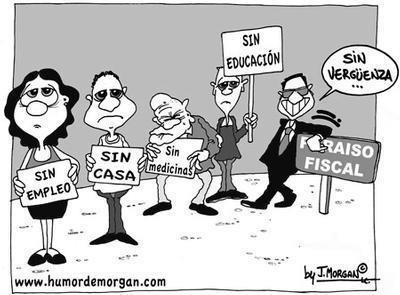 SIN
EDUCACIÓN
SIN
VERGÜENZA
...
SIN
EMPLEO
SIN
CASA
Sin
medicinas
PARAISO
FISCAL
www.humordemorgan.com
by J. MORGAN